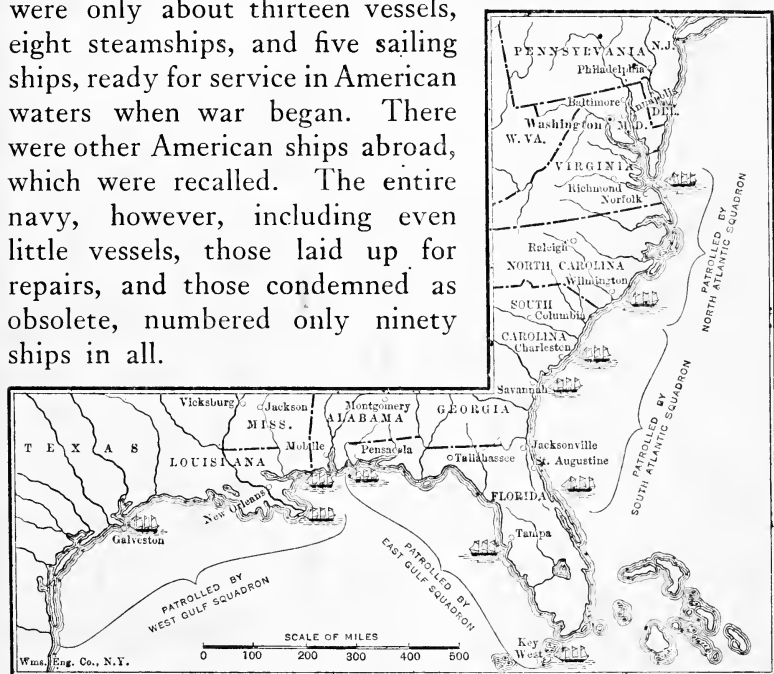 were only about thirteen vessels,
eight steamships, and five sailing
ships, ready for service in American
waters when war began. There
were other American ships abroad,
which were recalled. The entire
navy, however, including even
little vessels, those laid up for
repairs, and those condemned as
obsolete, numbered only ninety
ships in all.
PENNSYLVANIA
N.J.
Philadelphia
Baltimore
Annapolis
DEL.
Washington
M.D.
W. VA.
VIRGINIA
Richmond
Norfolk
PATROLLED BY
NORTH ATLANTIC SQUADRON
Raleigh
NORTH CAROLINA
Wilmington
SOUTH
Columbia
CAROLINA
Charleston
Savannah
PATROLLED BY
SOUTH ATLANTIC SQUADRON
Vicksburg
Jackson
MISS.
Montgomery
ALABAMA
GEORGIA
Mobile
Pensacola
Tallahassee
Jacksonville
St. Augustine
TEXAS
LOUISIANA
New Orleans
FLORIDA
Galveston
Tampa
PATROLLED BY
WEST GULF SQUADRON
PATROLLED BY
EAST GULF SQUADRON
Key
West
SCALE OF MILES
0 100 200 300 400 500
Wms. Eng. Co., N.Y.